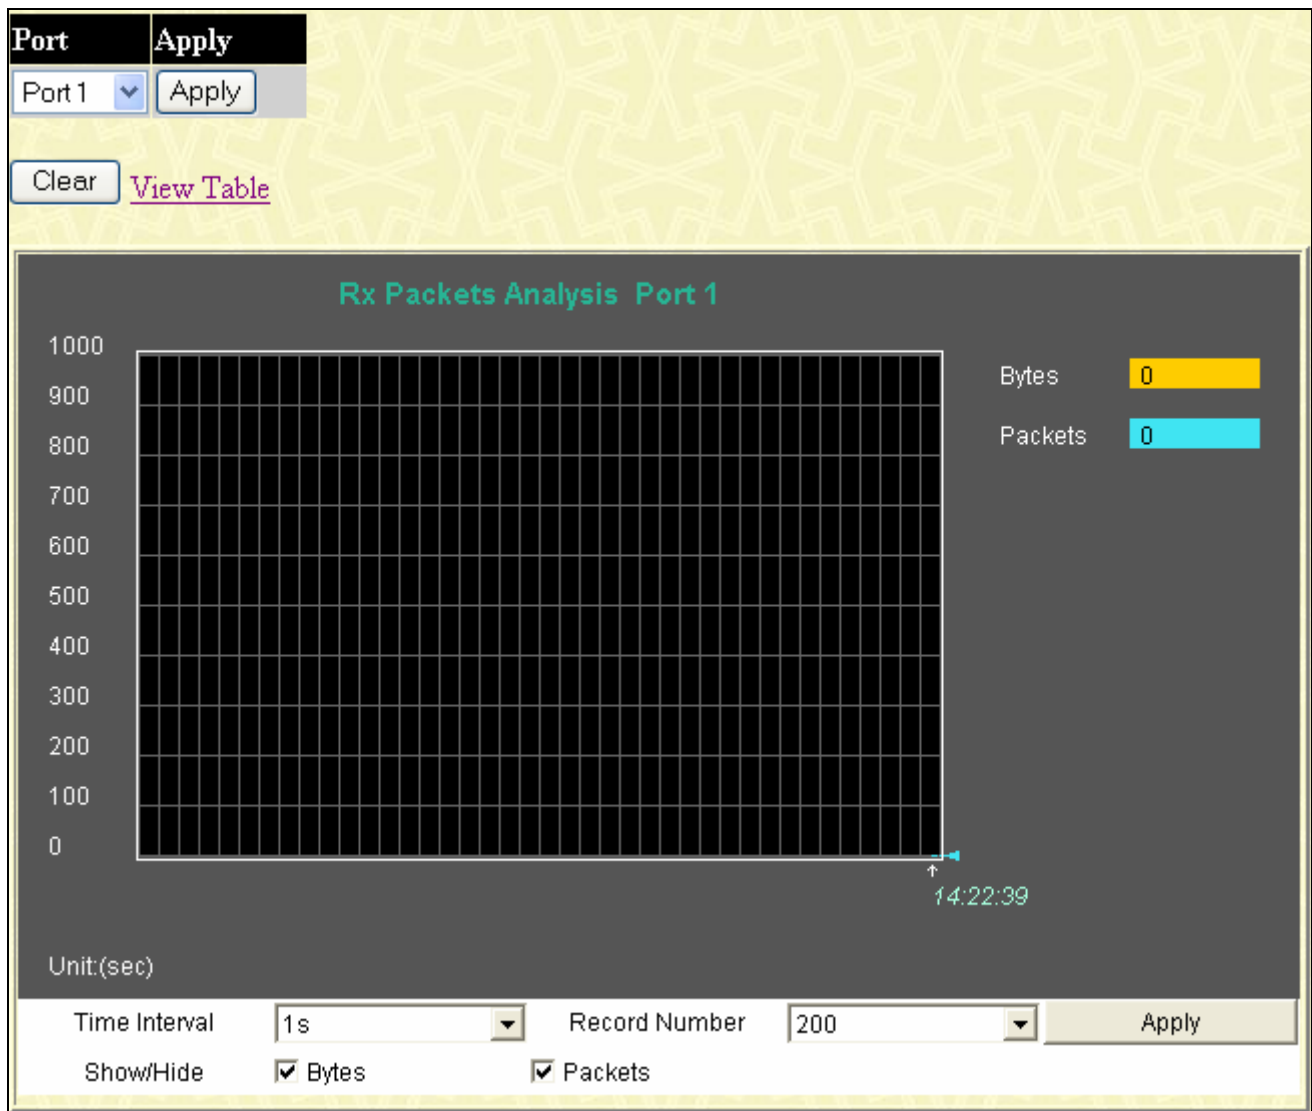 Port Apply
Port 1 Apply
Clear View Table
Rx Packets Analysis Port 1
1000
900
800
700
600
500
400
300
200
100
0
Bytes 0
Packets 0
14:22:39
Unit:(sec)
Time Interval 1s Record Number 200 Apply
Show/Hide Bytes Packets